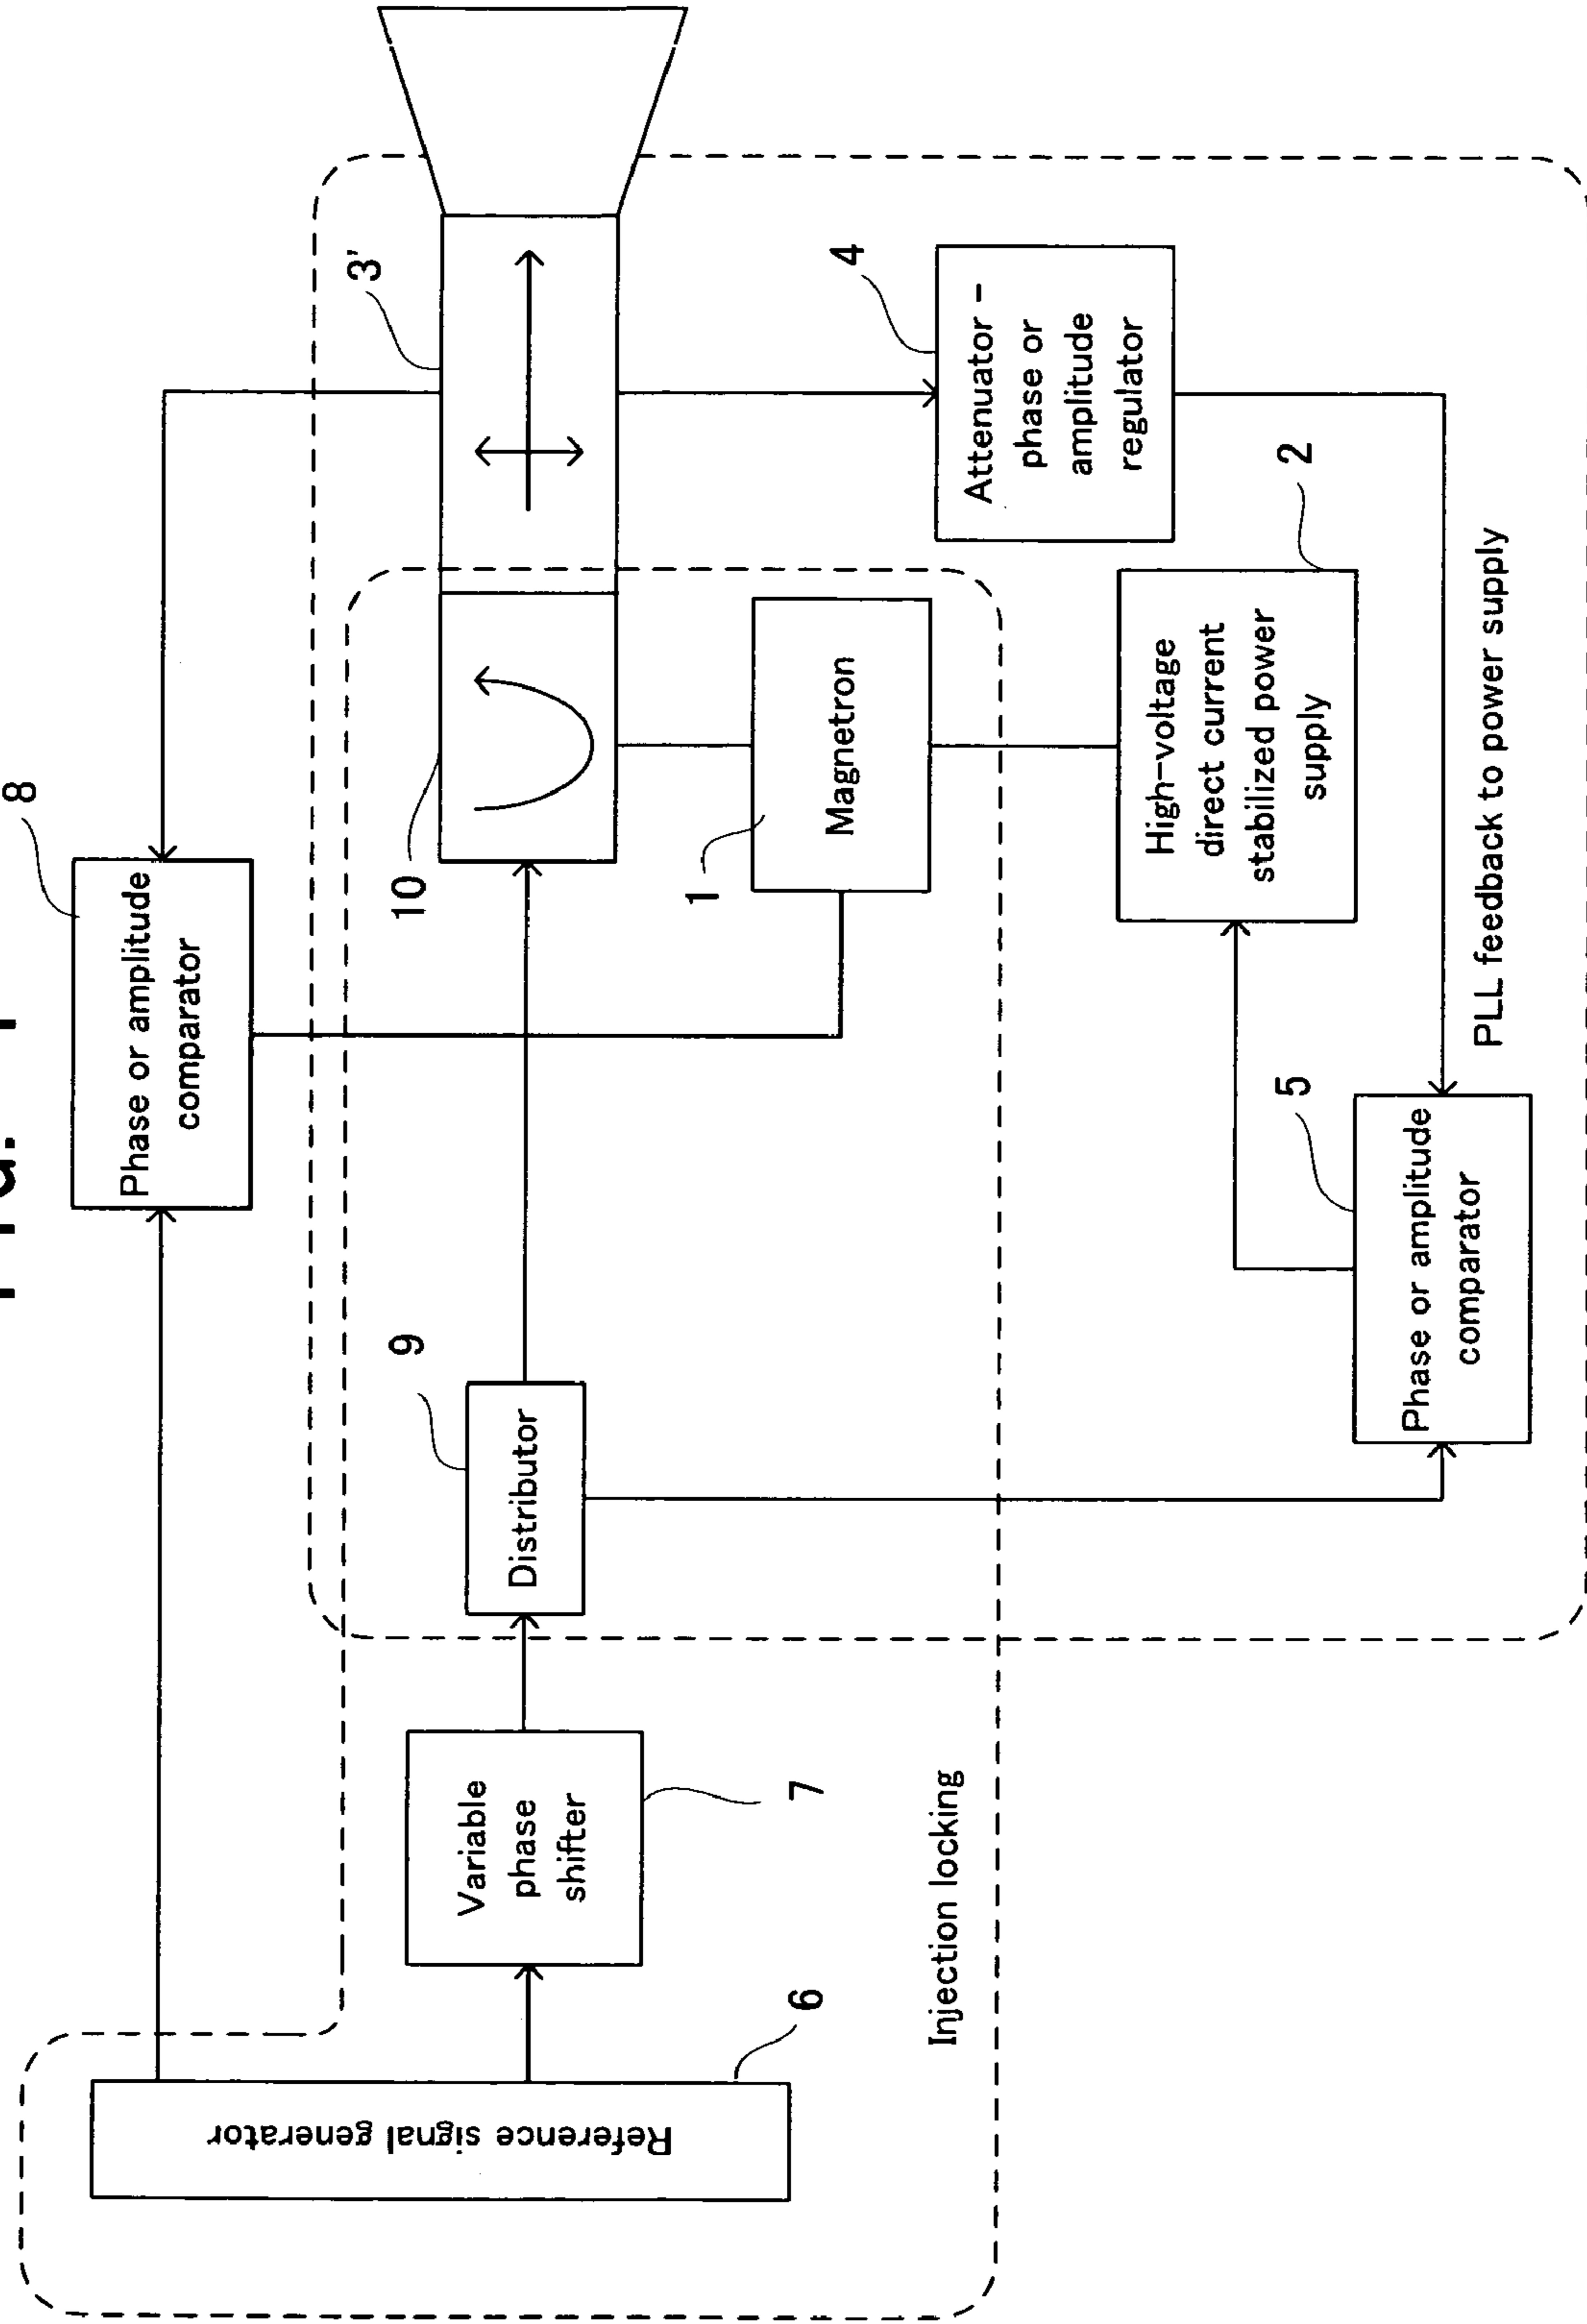 8
Phase or amplitude
comparator
3'
10
9
Distributor
Variable
phase
shifter
7
Reference signal generator
6
1
Magnetron
4
Attenuator –
phase or
amplitude
regulator
2
High-voltage
direct current
stabilized power
supply
5
Phase or amplitude
comparator
Injection locking
PLL feedback to power supply